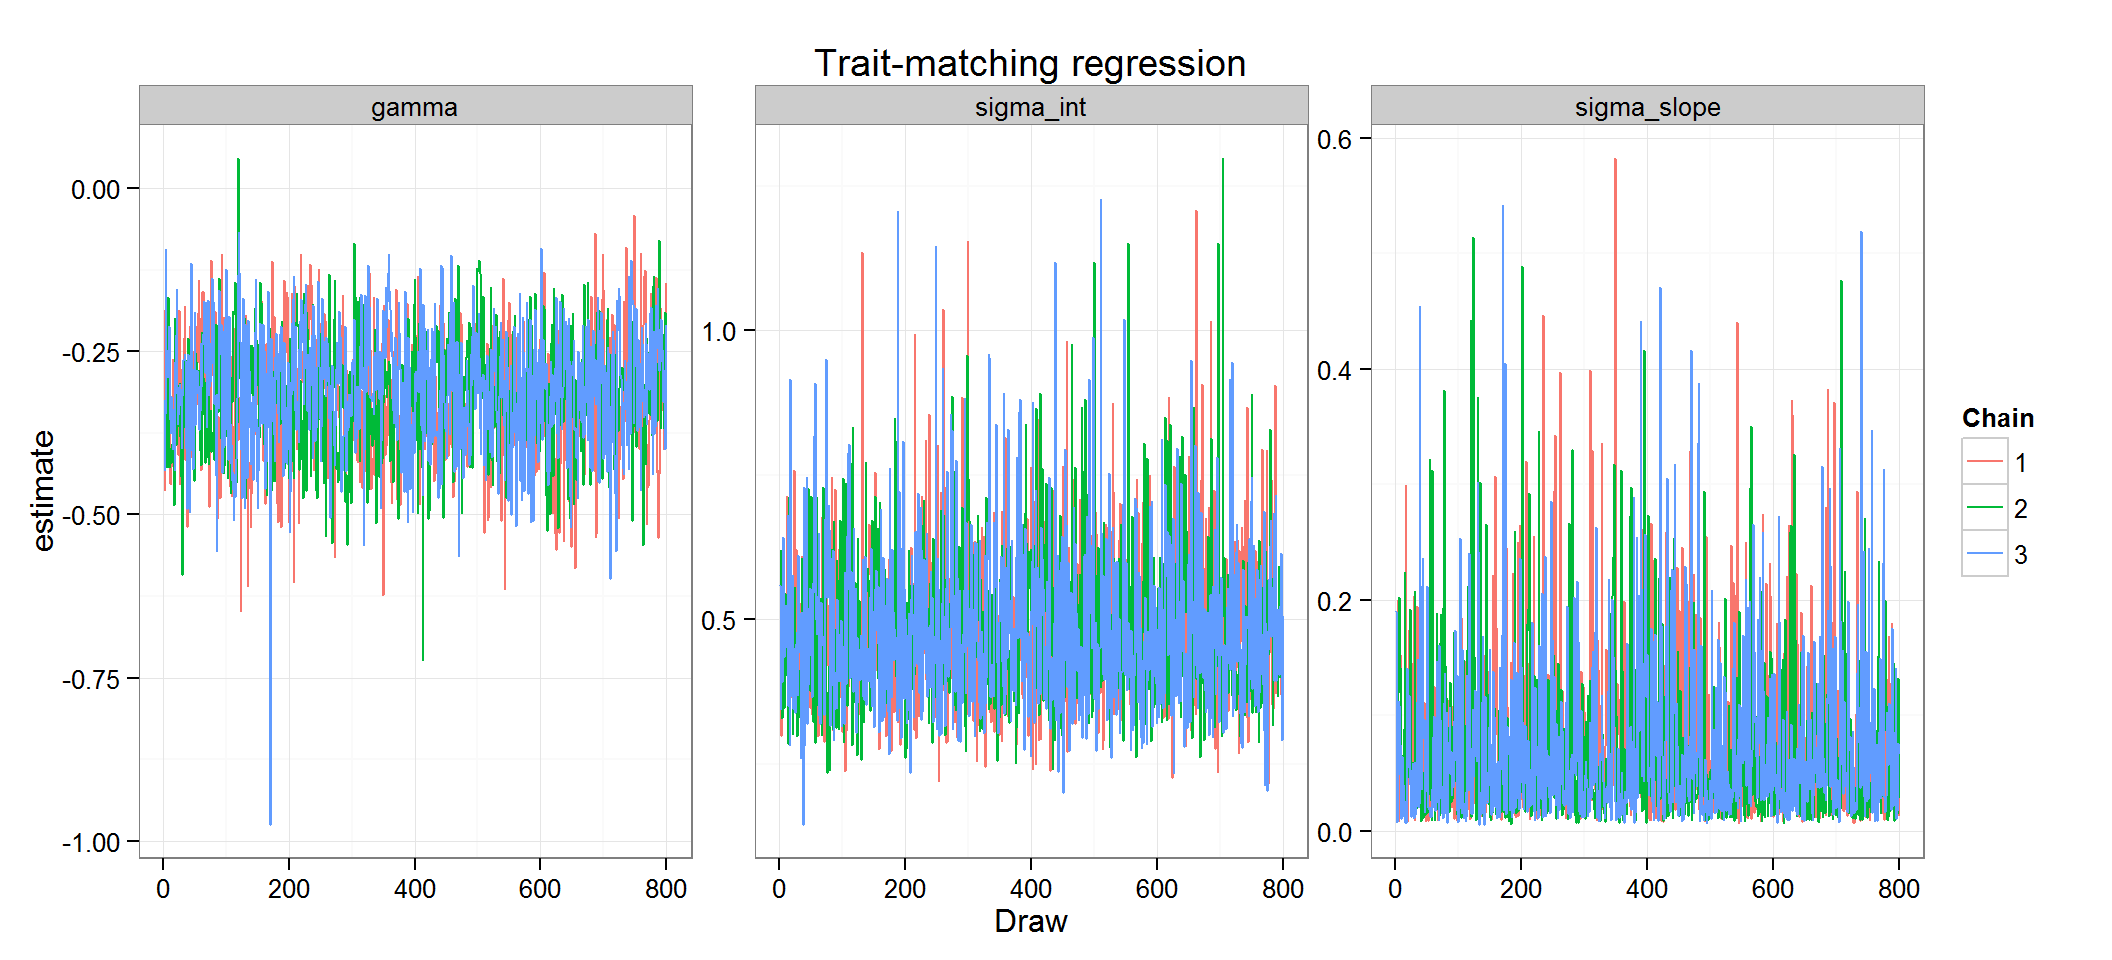 Trait-matching regression
gamma
sigma_int
sigma_slope
estimate
0.00
-0.25
-0.50
-0.75
-1.00
0 200 400 600 800
1.0
0.5
0 200 400 600 800
0.6
0.4
0.2
0.0
0 200 400 600 800
Draw
Chain
1
2
3